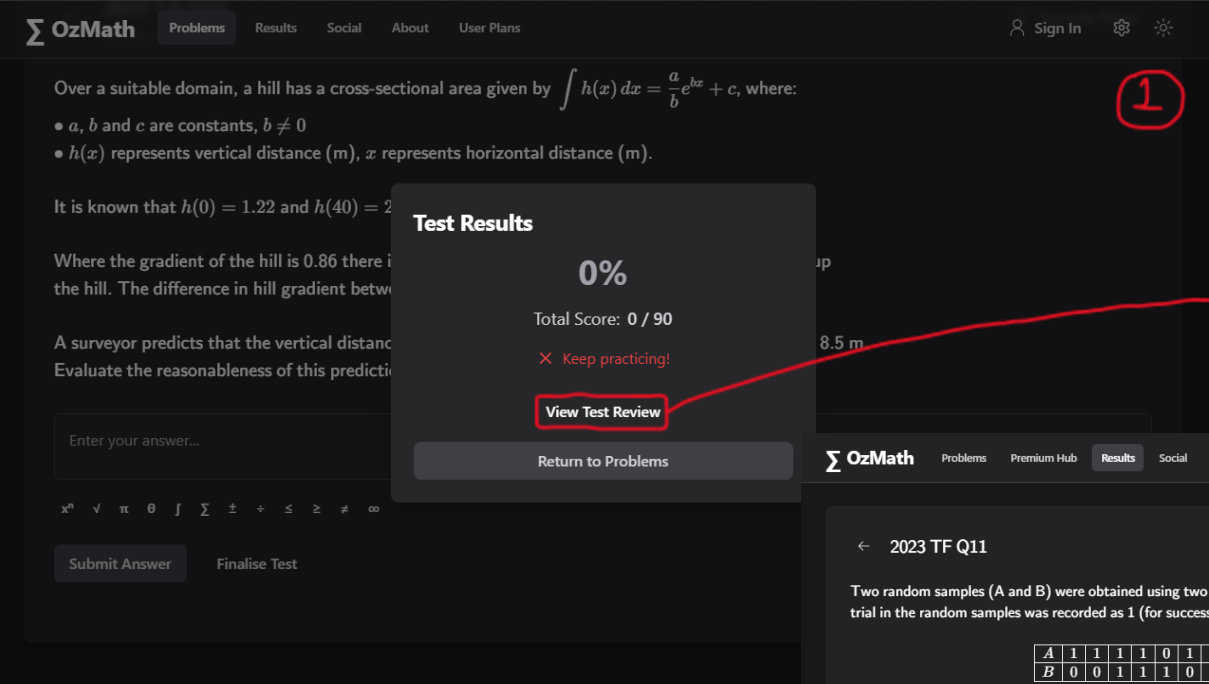 ∑ OzMath Problems Results Social About User Plans Sign In
1
Over a suitable domain, a hill has a cross-sectional area given by ∫ h(x) dx = a/b e^{bx} + c, where:
• a, b and c are constants, b ≠ 0
• h(x) represents vertical distance (m), x represents horizontal distance (m).
It is known that h(0) = 1.22 and h(40) = 2
Where the gradient of the hill is 0.86 there i
up
the hill. The difference in hill gradient betw
A surveyor predicts that the vertical distanc
8.5 m
Evaluate the reasonableness of this predicti
Enter your answer...
xⁿ √ π θ ∫ ∑ ± ÷ ≤ ≥ ≠ ∞
Submit Answer Finalise Test
Test Results
0%
Total Score: 0 / 90
× Keep practicing!
View Test Review
Return to Problems
∑ OzMath Problems Premium Hub Results Social
← 2023 TF Q11
Two random samples (A and B) were obtained using two
trial in the random samples was recorded as 1 (for succes
A 1 1 1 1 0 1
B 0 0 1 1 1 0